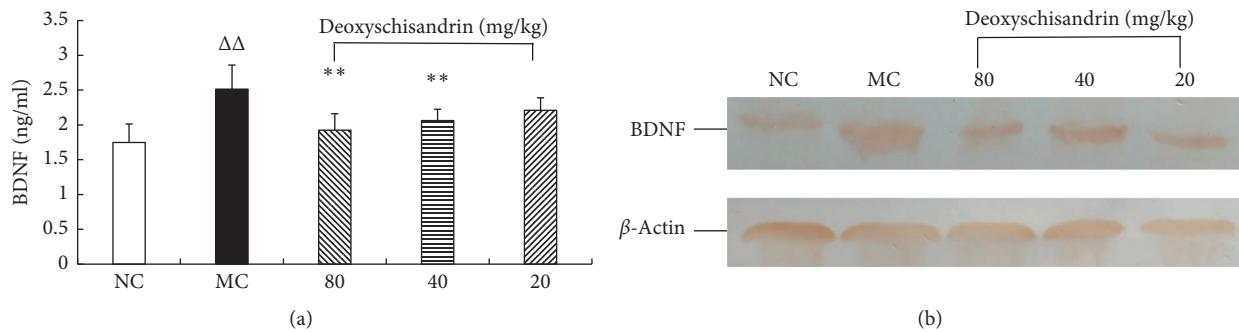 3.5
3
2.5
2
1.5
1
0.5
0
BDNF (ng/ml)
Deoxyschisandrin (mg/kg)
ΔΔ
**
**
NC
MC
80
40
20
(a)
Deoxyschisandrin (mg/kg)
NC
MC
80
40
20
BDNF
β-Actin
(b)